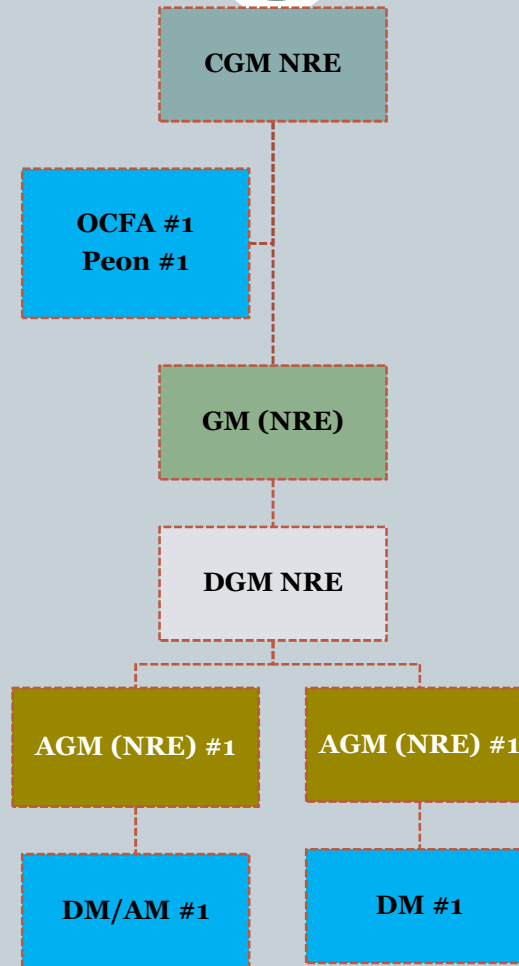 CGM NRE
OCFA #1
Peon #1
GM (NRE)
DGM NRE
AGM (NRE) #1
AGM (NRE) #1
DM/AM #1
DM #1